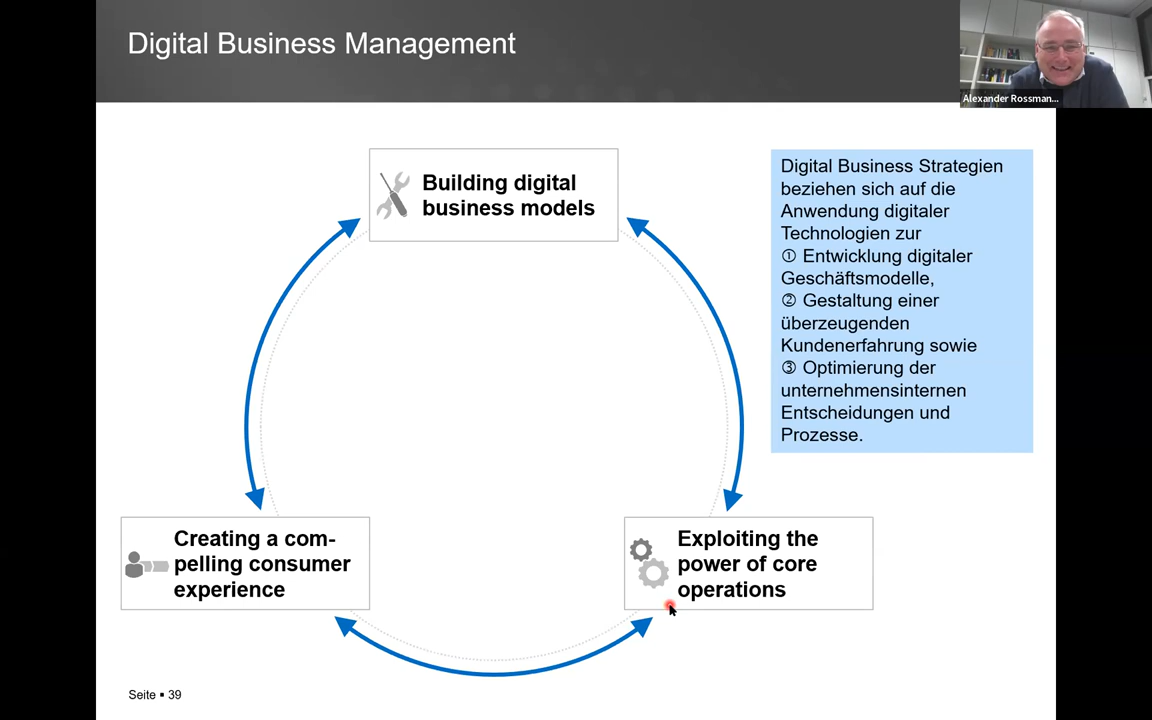 Digital Business Management
Alexander Rossman...
Building digital
business models
Digital Business Strategien
beziehen sich auf die
Anwendung digitaler
Technologien zur
① Entwicklung digitaler
Geschäftsmodelle,
② Gestaltung einer
überzeugenden
Kundenerfahrung sowie
③ Optimierung der
unternehmensinternen
Entscheidungen und
Prozesse.
Creating a com-
pelling consumer
experience
Exploiting the
power of core
operations
Seite ▪ 39